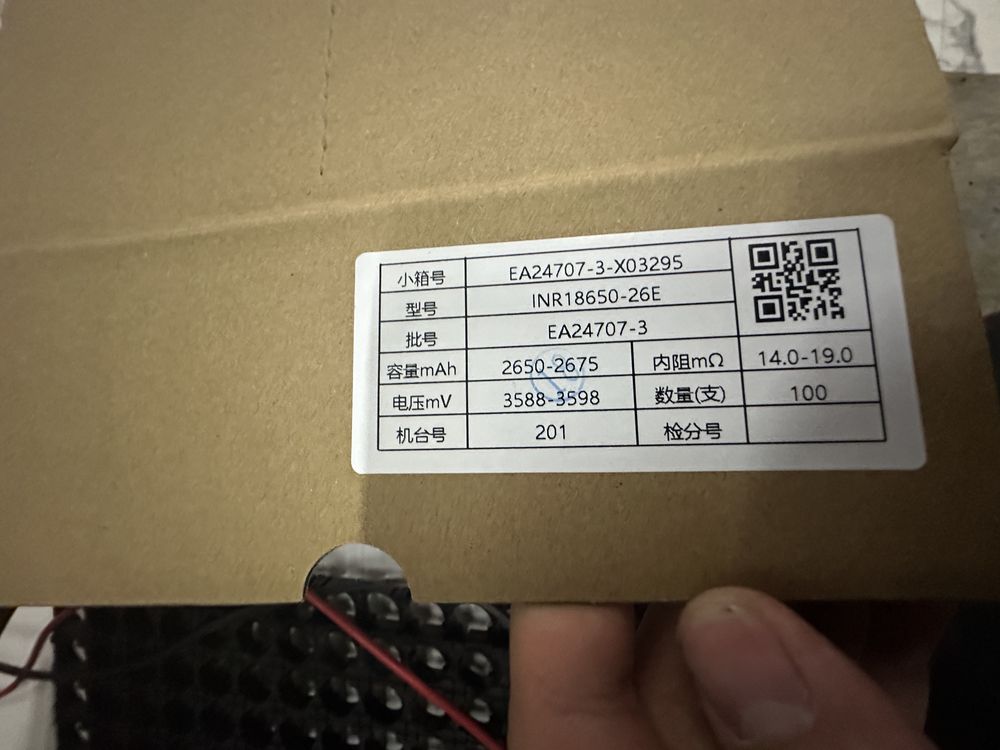 小箱号 EA24707-3-X03295
型号 INR18650-26E
批号 EA24707-3
容量mAh 2650-2675 内阻mΩ 14.0-19.0
电压mV 3588-3598 数量(支) 100
机台号 201 检分号